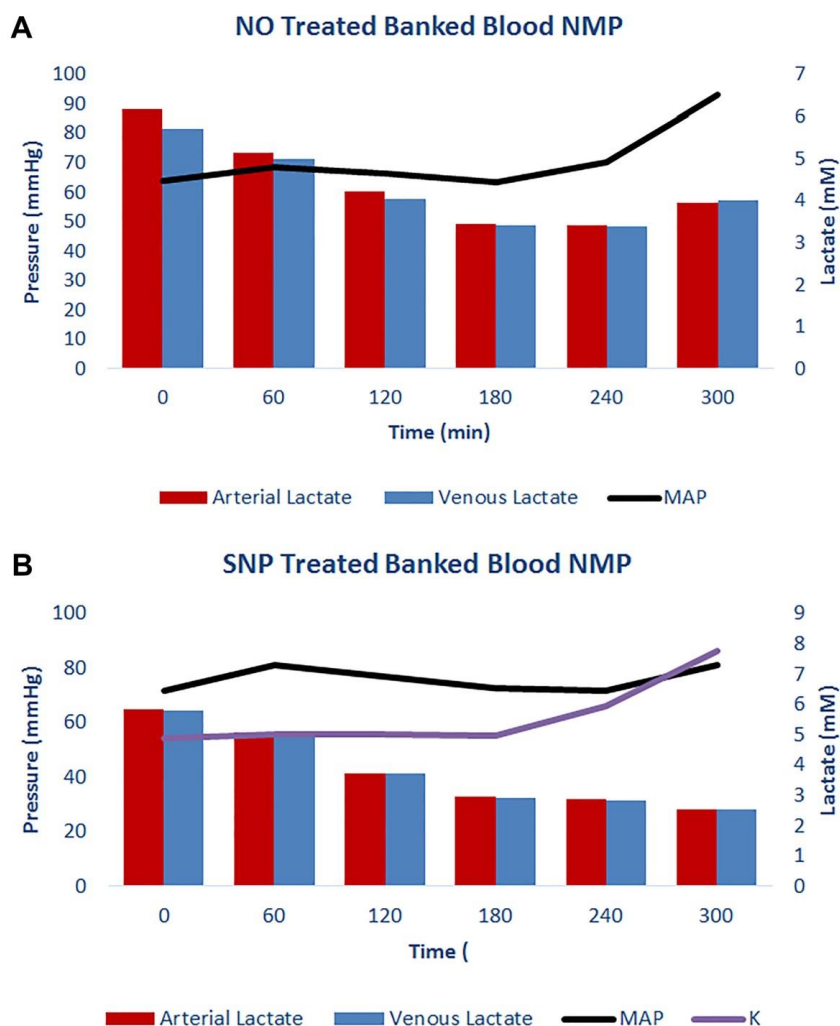 A
NO Treated Banked Blood NMP
Pressure (mmHg)
100
90
80
70
60
50
40
30
20
10
0
Lactate (mM)
7
6
5
4
3
2
1
0
0 60 120 180 240 300
Time (min)
Arterial Lactate Venous Lactate MAP
B
SNP Treated Banked Blood NMP
Pressure (mmHg)
100
80
60
40
20
0
Lactate (mM)
9
8
7
6
5
4
3
2
1
0
0 60 120 180 240 300
Time (
Arterial Lactate Venous Lactate MAP K